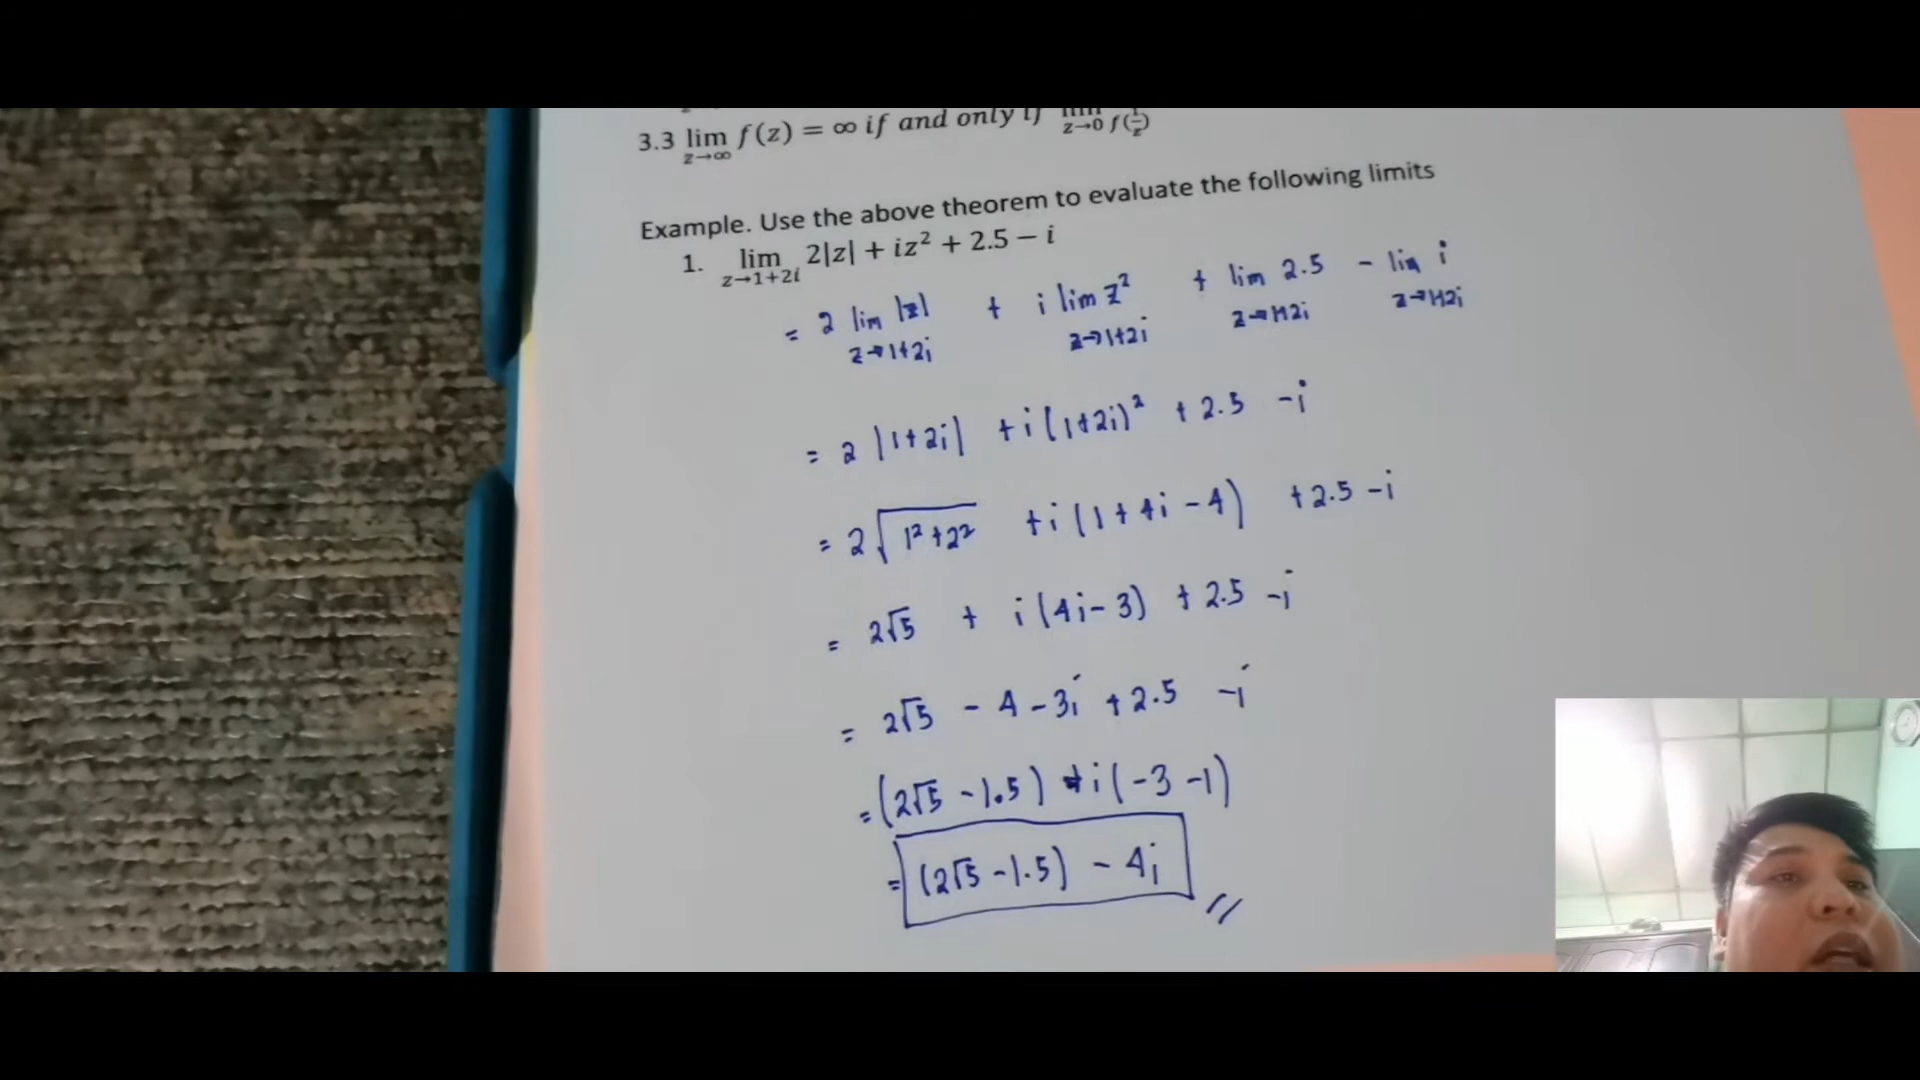 3.3 lim f(z) = ∞ if and only if lim f(1/z)
z→∞ z→0
Example. Use the above theorem to evaluate the following limits
1. lim 2|z| + iz² + 2.5 − i
z→1+2i
= 2 lim |z| + i lim z² + lim 2.5 - lim i
z→1+2i z→1+2i z→1+2i z→1+2i
= 2 |1+2i| + i(1+2i)² + 2.5 - i
= 2√(1²+2²) + i(1+4i-4) + 2.5 - i
= 2√5 + i(4i-3) + 2.5 - i
= 2√5 - 4 - 3i + 2.5 - i
= (2√5 - 1.5) + i(-3 -1)
= (2√5 - 1.5) - 4i //